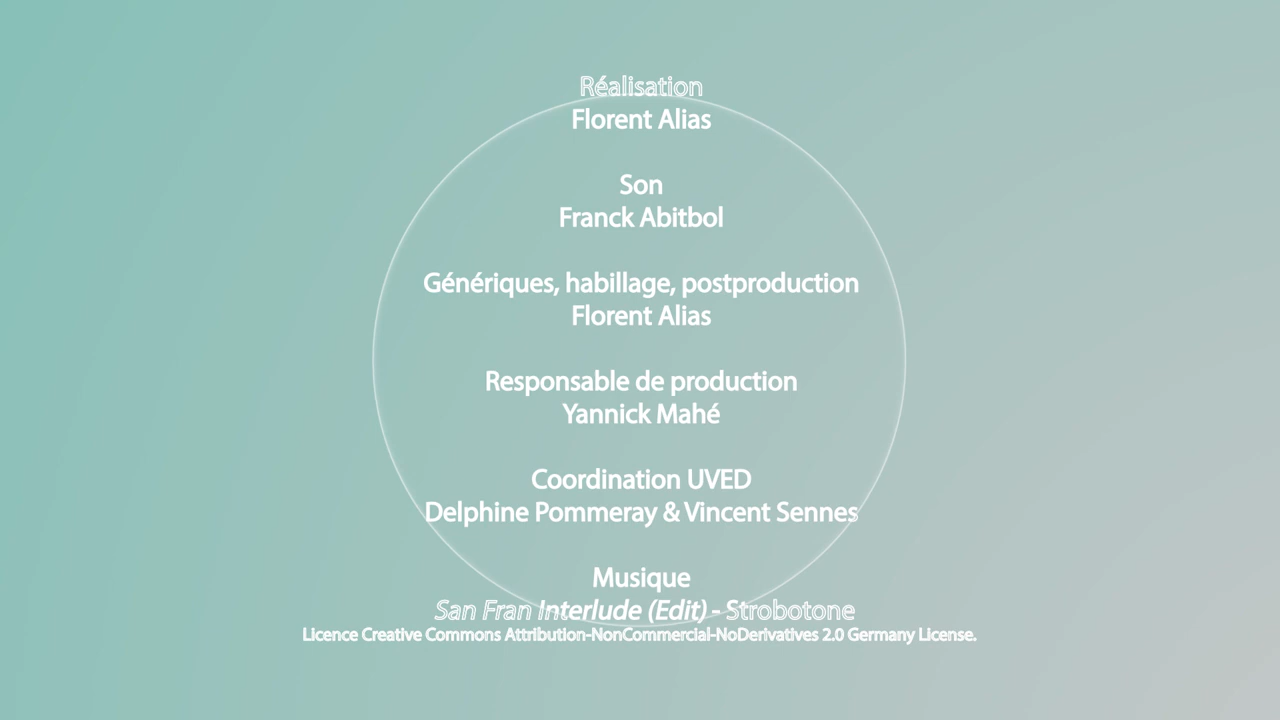 Réalisation
Florent Alias
Son
Franck Abitbol
Génériques, habillage, postproduction
Florent Alias
Responsable de production
Yannick Mahé
Coordination UVED
Delphine Pommeray & Vincent Sennes
Musique
San Fran Interlude (Edit) - Strobotone
Licence Creative Commons Attribution-NonCommercial-NoDerivatives 2.0 Germany License.